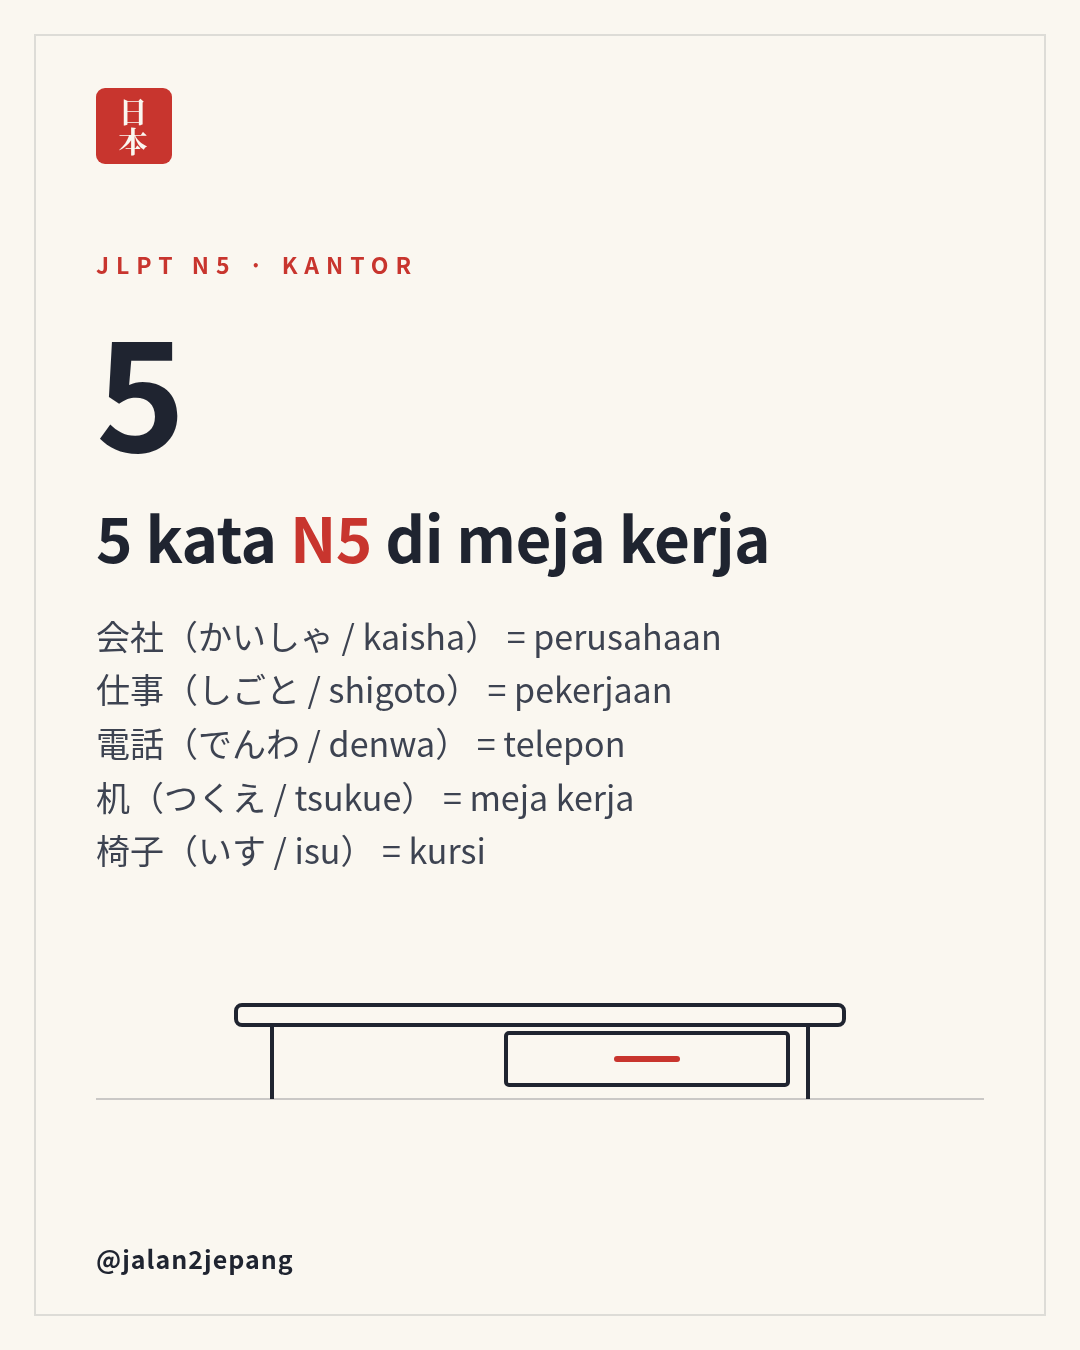 日
本
JLPT N5 · KANTOR
5
5 kata N5 di meja kerja
会社（かいしゃ / kaisha） = perusahaan
仕事（しごと / shigoto） = pekerjaan
電話（でんわ / denwa） = telepon
机（つくえ / tsukue） = meja kerja
椅子（いす / isu） = kursi
@jalan2jepang